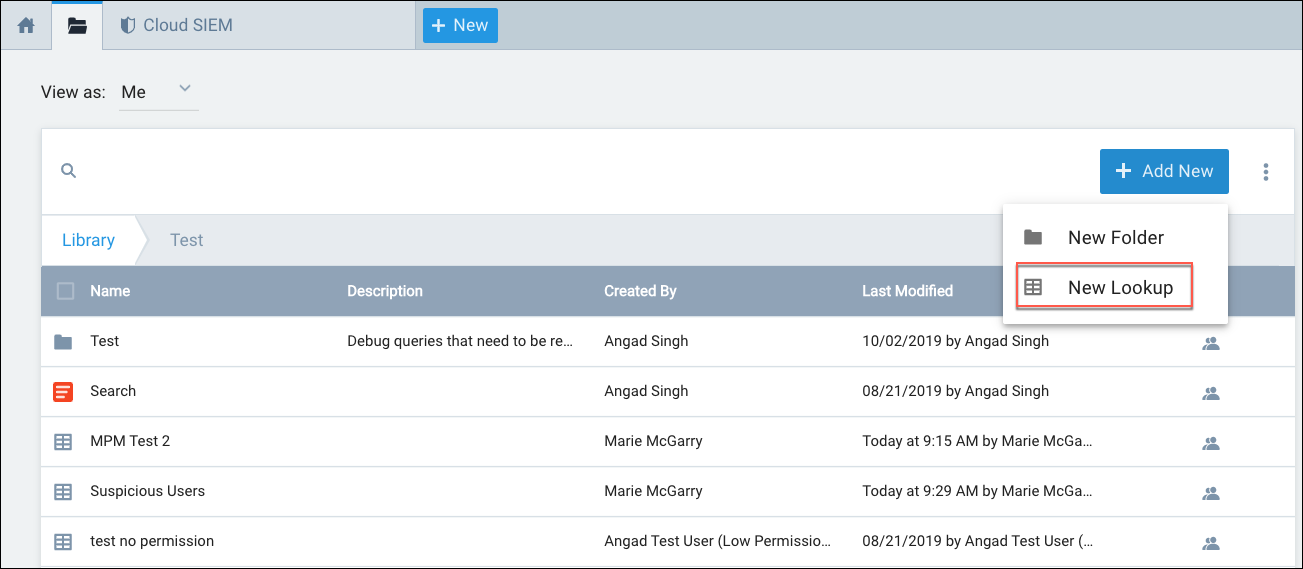 Cloud SIEM
+ New
View as: Me
+ Add New
New Folder
Library Test
New Lookup
Name Description Created By Last Modified
Test Debug queries that need to be re... Angad Singh 10/02/2019 by Angad Singh
Search Angad Singh 08/21/2019 by Angad Singh
MPM Test 2 Marie McGarry Today at 9:15 AM by Marie McGa...
Suspicious Users Marie McGarry Today at 9:29 AM by Marie McGa...
test no permission Angad Test User (Low Permissio... 08/21/2019 by Angad Test User (...